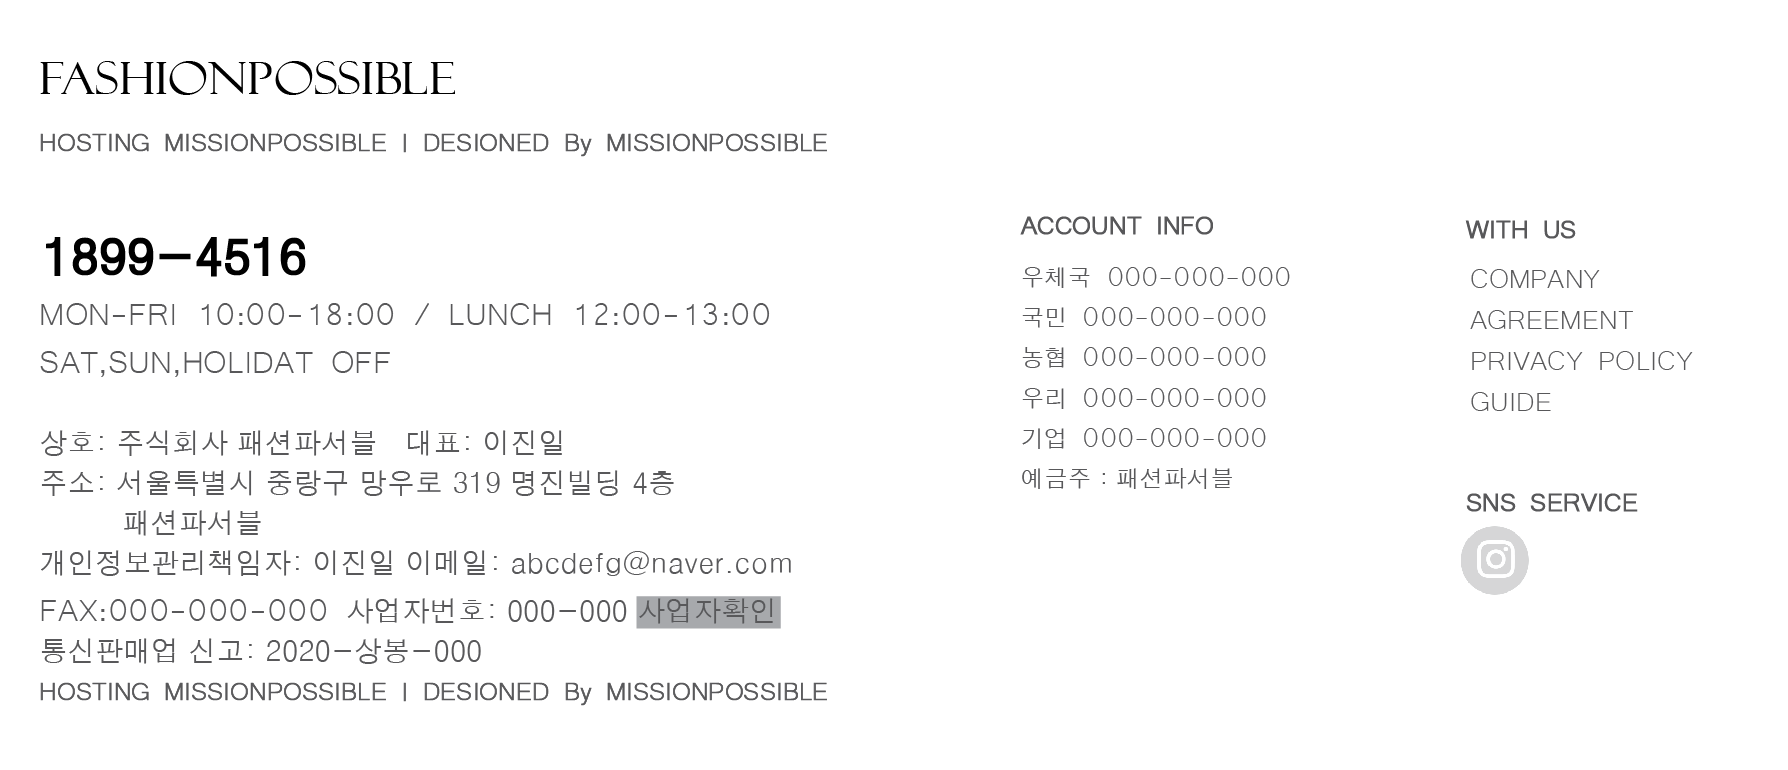 FASHIONPOSSIBLE
HOSTING MISSIONPOSSIBLE | DESIONED By MISSIONPOSSIBLE
1899-4516
MON-FRI 10:00-18:00 / LUNCH 12:00-13:00
SAT,SUN,HOLIDAT OFF
상호: 주식회사 패션파서블 대표: 이진일
주소: 서울특별시 중랑구 망우로 319 명진빌딩 4층
패션파서블
개인정보관리책임자: 이진일 이메일: abcdefg@naver.com
FAX:000-000-000 사업자번호: 000-000 사업자확인
통신판매업 신고: 2020-상봉-000
HOSTING MISSIONPOSSIBLE | DESIONED By MISSIONPOSSIBLE
ACCOUNT INFO
우체국 000-000-000
국민 000-000-000
농협 000-000-000
우리 000-000-000
기업 000-000-000
예금주 : 패션파서블
WITH US
COMPANY
AGREEMENT
PRIVACY POLICY
GUIDE
SNS SERVICE